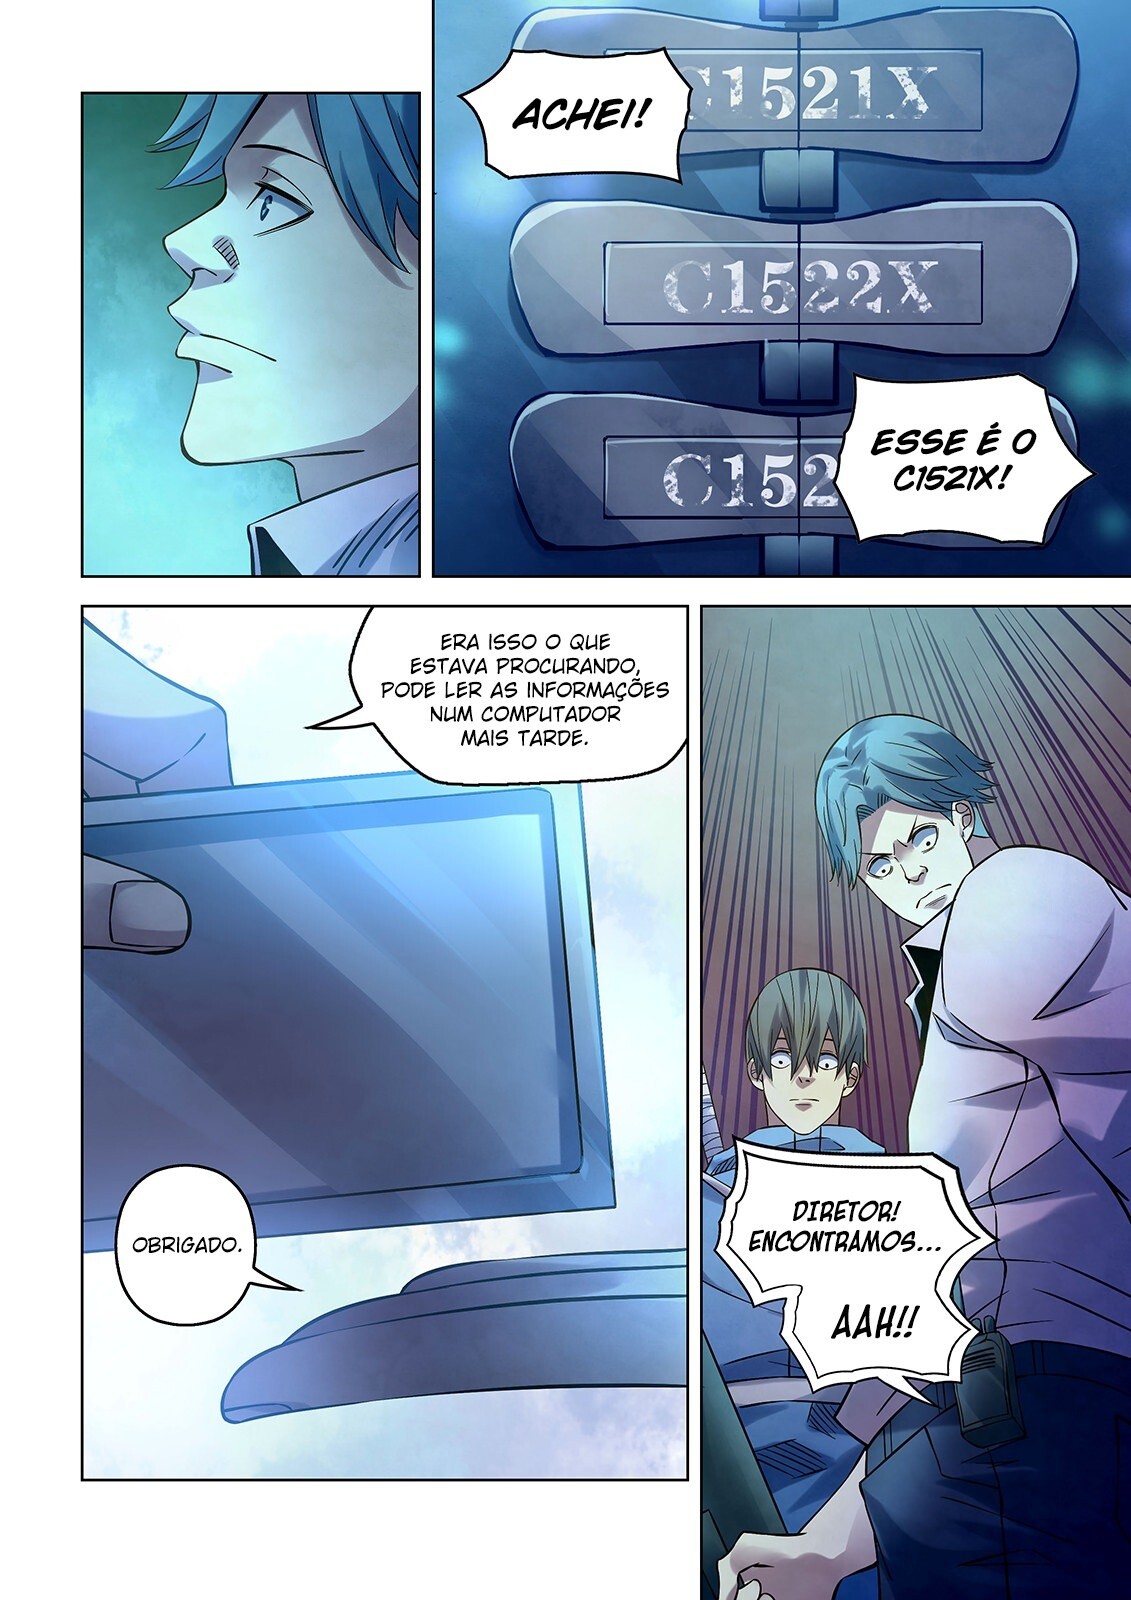 ACHEI!
C1521X
C1522X
C152
ESSE É O
C1521X!
ERA ISSO O QUE
ESTAVA PROCURANDO,
PODE LER AS INFORMAÇÕES
NUM COMPUTADOR
MAIS TARDE.
OBRIGADO.
DIRETOR!
ENCONTRAMOS...
AAH!!